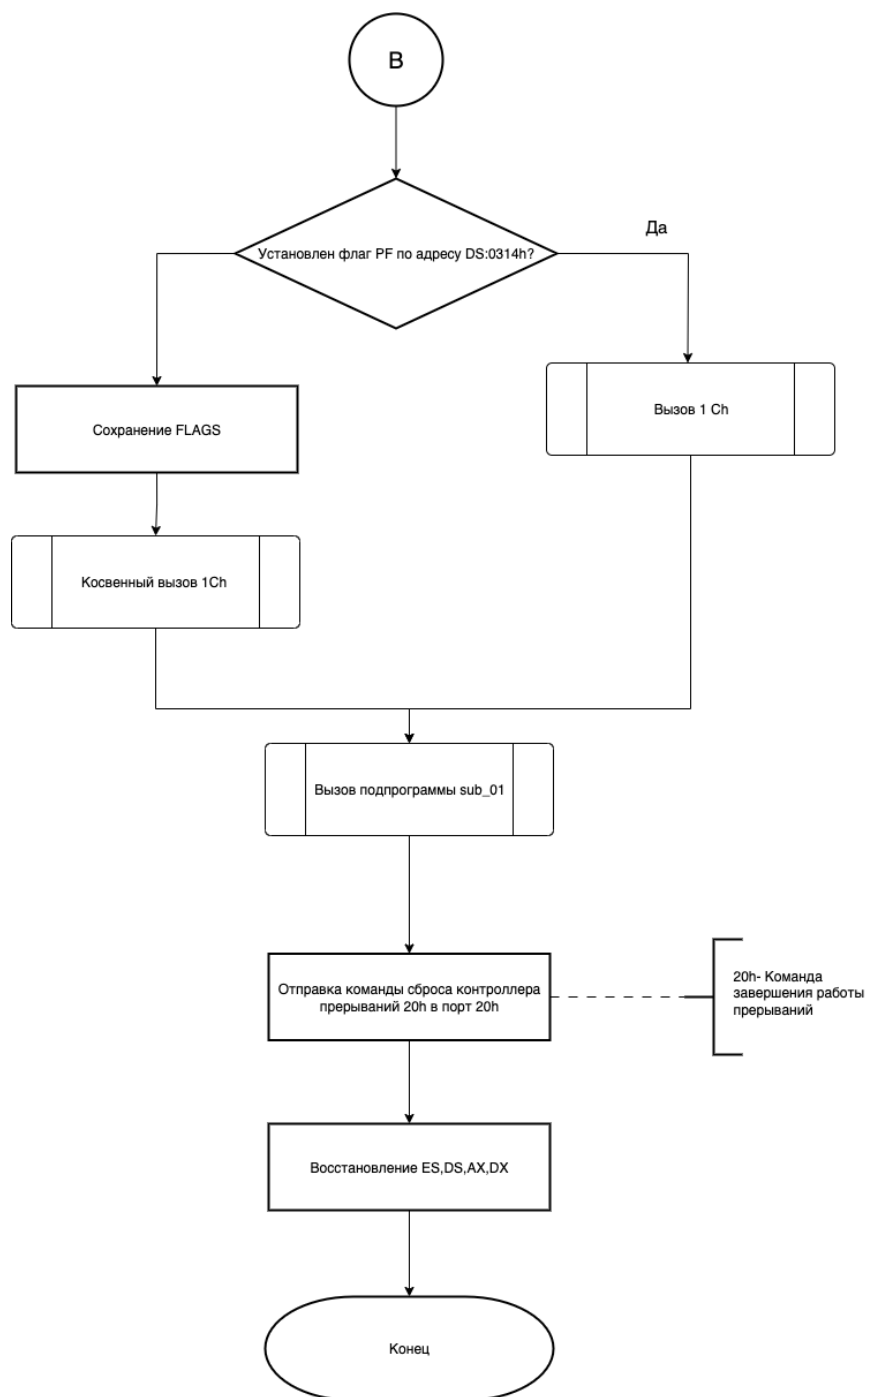 B
Установлен флаг PF по адресу DS:0314h?
Да
Сохранение FLAGS
Вызов 1 Ch
Косвенный вызов 1Ch
Вызов подпрограммы sub_01
Отправка команды сброса контроллера
прерываний 20h в порт 20h
20h- Команда
завершения работы
прерываний
Восстановление ES,DS,AX,DX
Конец